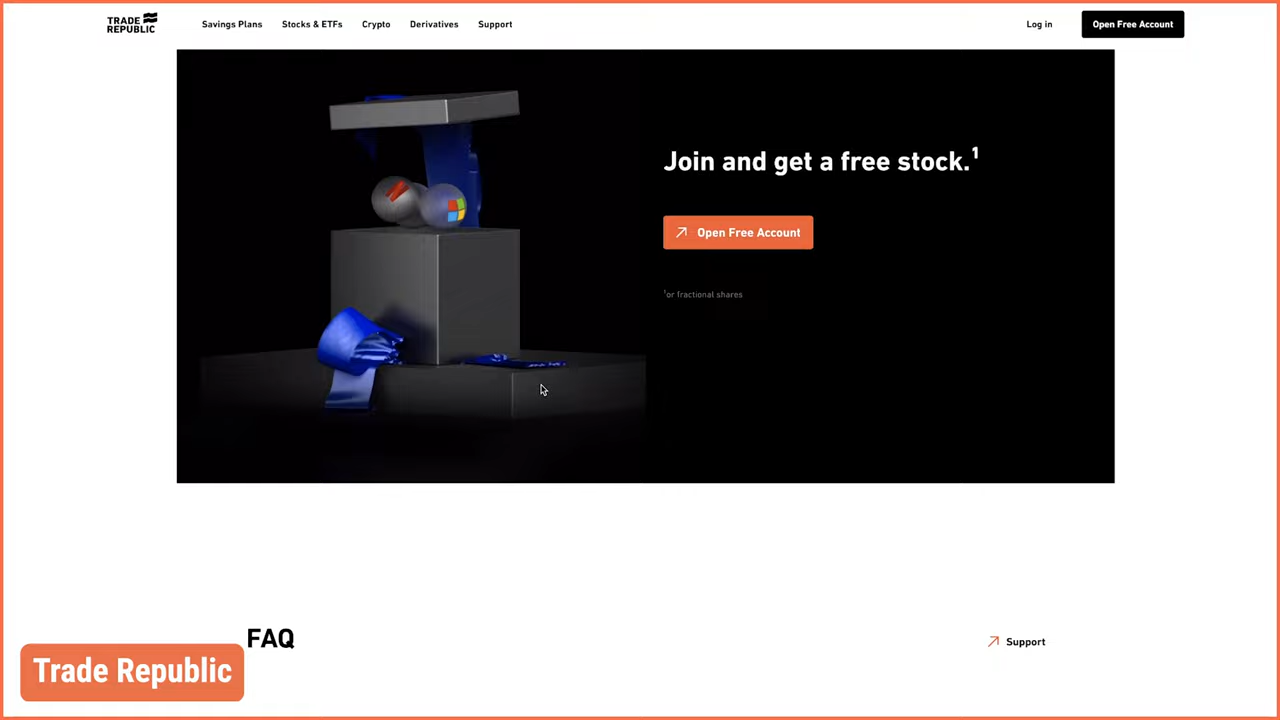 TRADE
REPUBLIC
Savings Plans
Stocks & ETFs
Crypto
Derivatives
Support
Log in
Open Free Account
Join and get a free stock.¹
Open Free Account
¹or fractional shares
FAQ
Support
Trade Republic